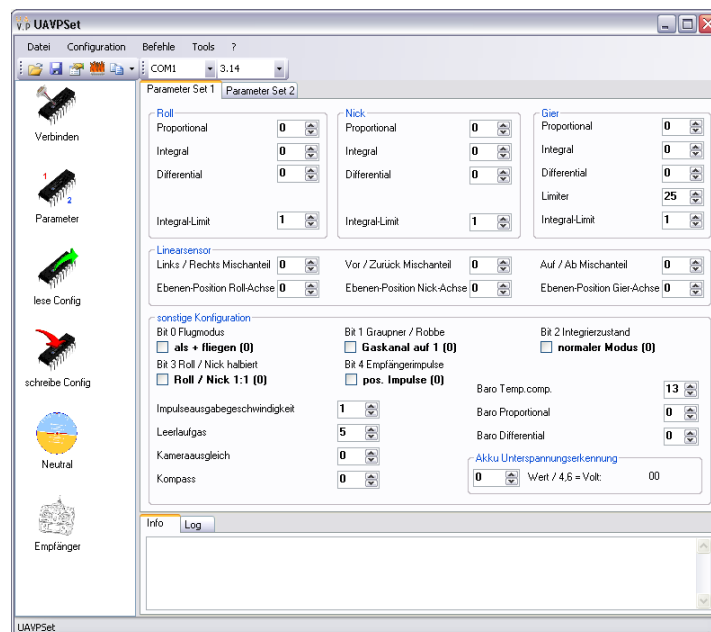 V.P UAVPSet
Datei Configuration Befehle Tools ?
COM1 3.14
Verbinden
1
2
Parameter
lese Config
schreibe Config
Neutral
Empfänger
Parameter Set 1 Parameter Set 2
Roll
Proportional 0
Integral 0
Differential 0
Integral-Limit 1
Nick
Proportional 0
Integral 0
Differential 0
Integral-Limit 1
Gier
Proportional 0
Integral 0
Differential 0
Limiter 25
Integral-Limit 1
Linearsensor
Links / Rechts Mischanteil 0 Vor / Zurück Mischanteil 0 Auf / Ab Mischanteil 0
Ebenen-Position Roll-Achse 0 Ebenen-Position Nick-Achse 0 Ebenen-Position Gier-Achse 0
sonstige Konfiguration
Bit 0 Flugmodus Bit 1 Graupner / Robbe Bit 2 Integrierzustand
als + fliegen (0) Gaskanal auf 1 (0) normaler Modus (0)
Bit 3 Roll / Nick halbiert Bit 4 Empfängerimpulse
Roll / Nick 1:1 (0) pos. Impulse (0)
Impulseausgabegeschwindigkeit 1
Leerlaufgas 5
Kameraausgleich 0
Kompass 0
Baro Temp.comp. 13
Baro Proportional 0
Baro Differential 0
Akku Unterspannungserkennung
0 Wert / 4,6 = Volt: 00
Info Log
UAVPSet